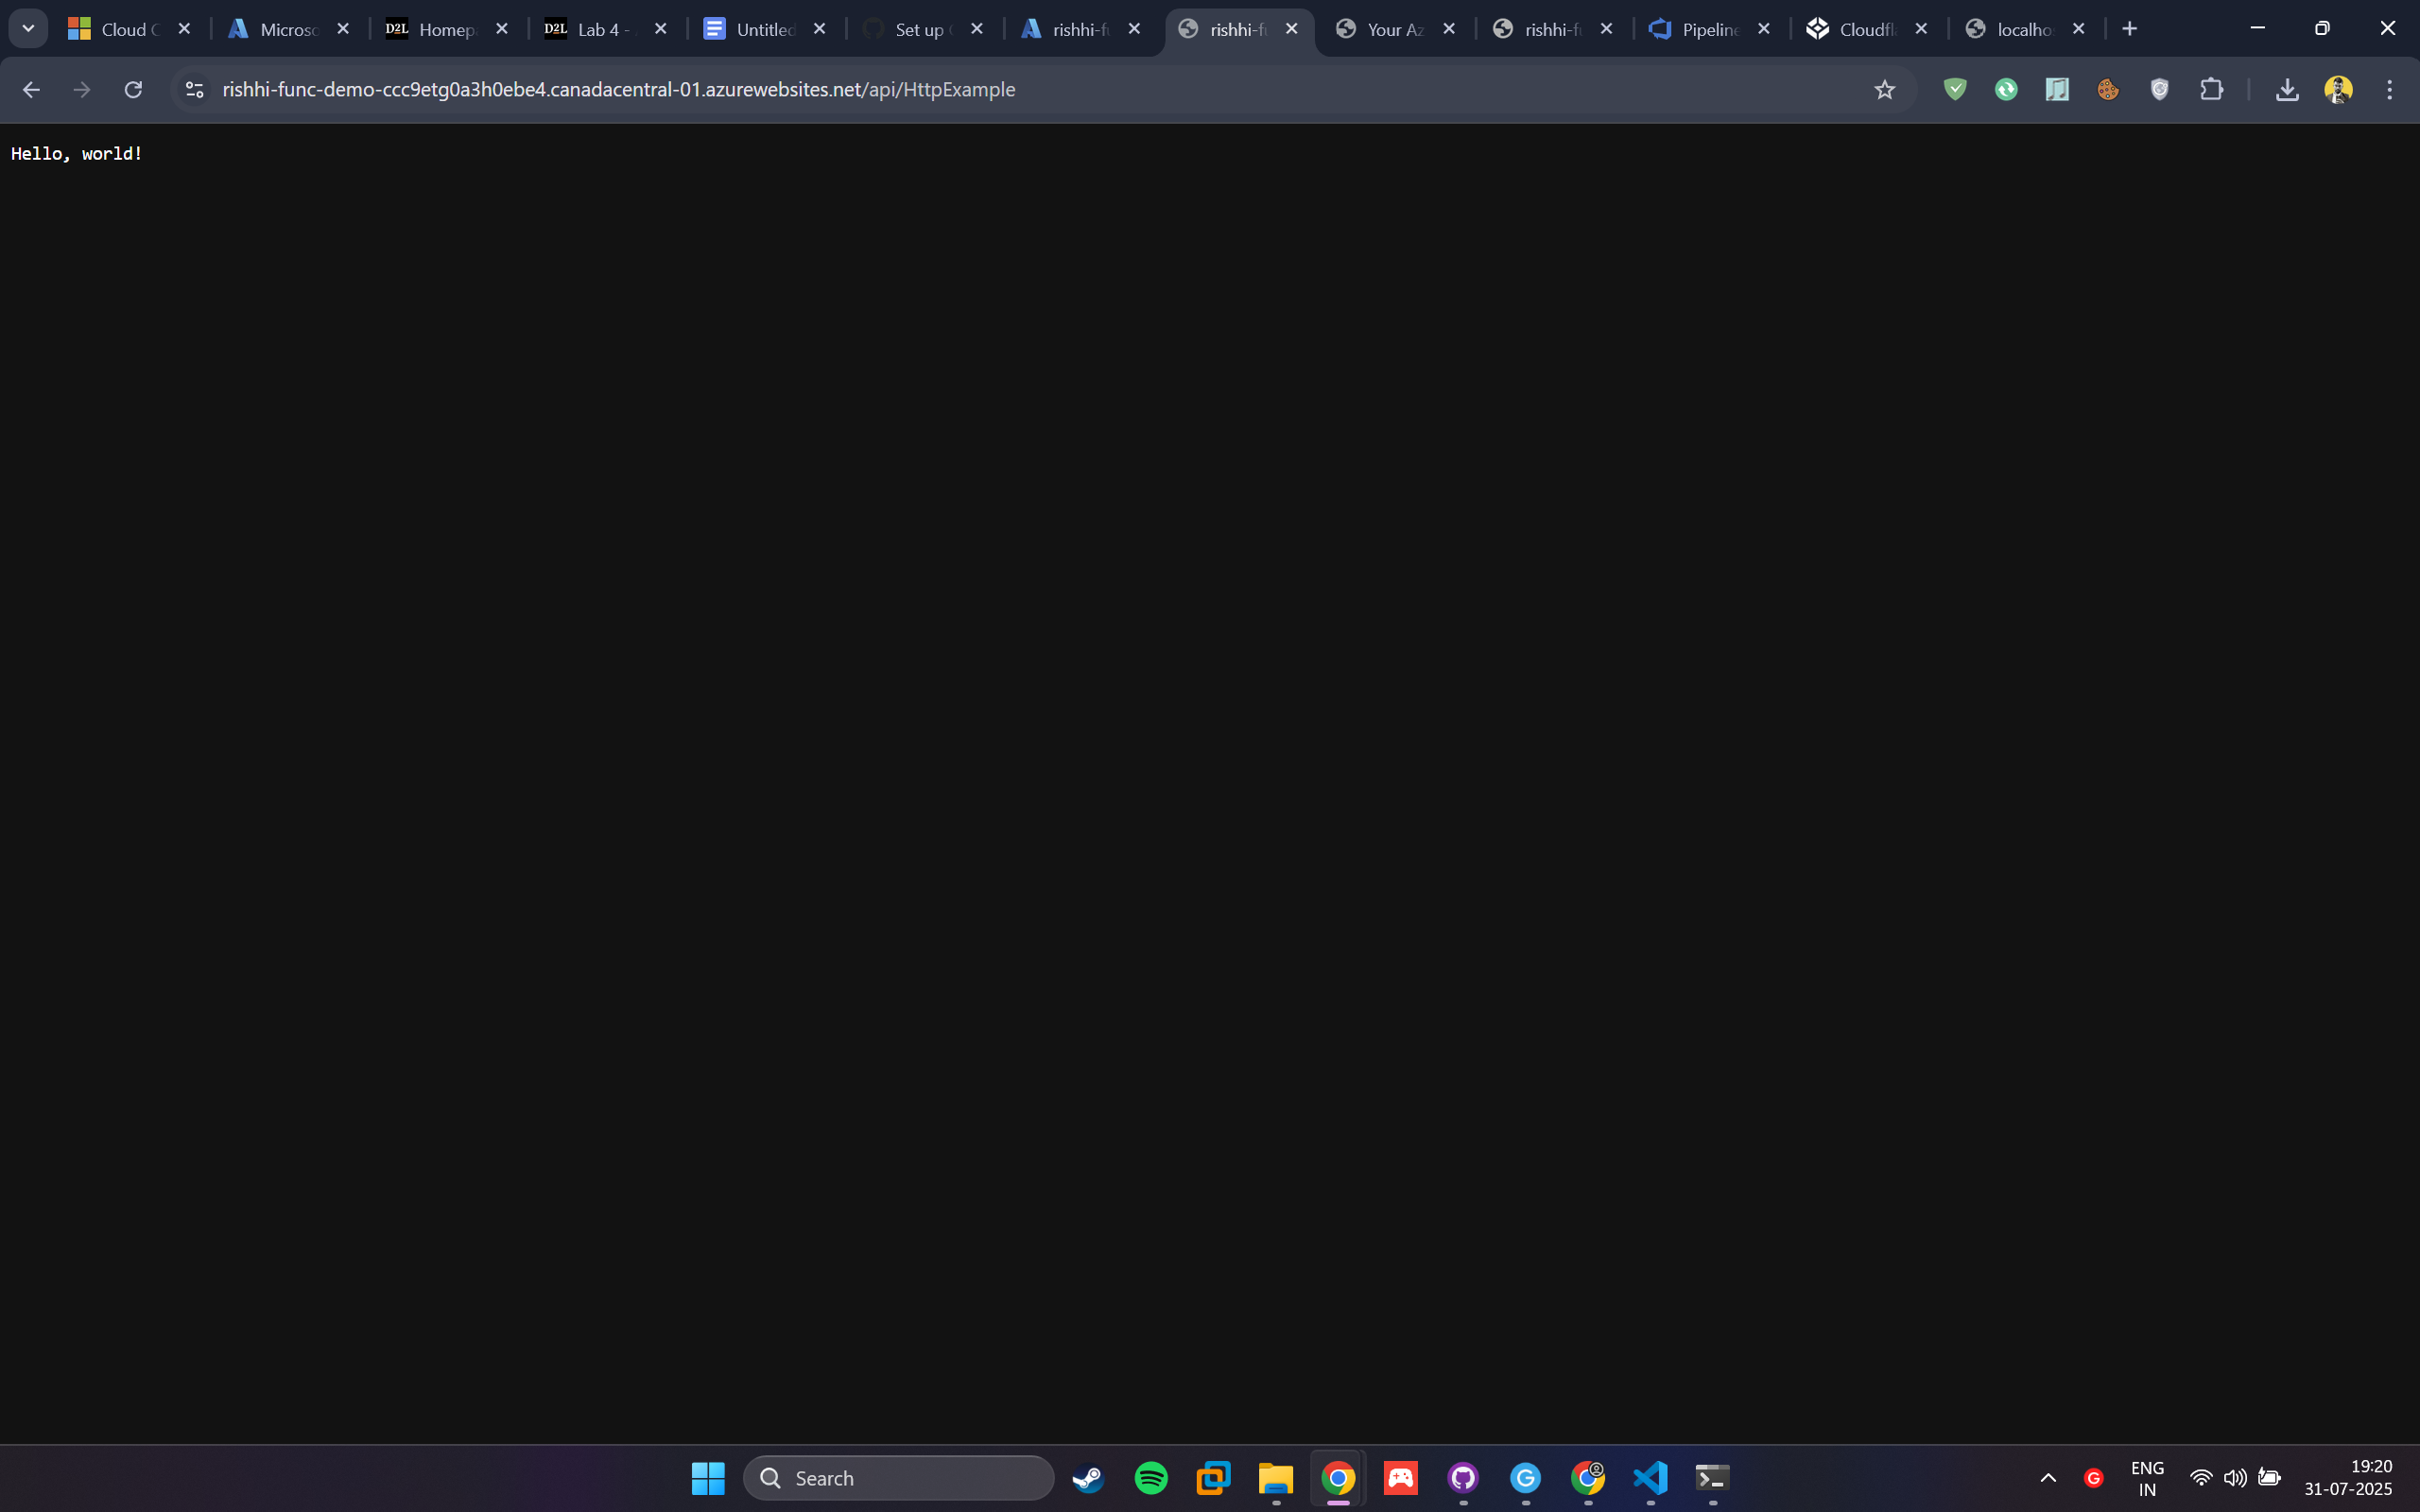 Cloud C
Microso
D2L Homepa
D2L Lab 4 -
Untitled
Set up
rishhi-fu
rishhi-fu
Your Az
rishhi-fu
Pipeline
Cloudfla
localho
rishhi-func-demo-ccc9etg0a3h0ebe4.canadacentral-01.azurewebsites.net/api/HttpExample
Hello, world!
Search
G
G
ENG
IN
19:20
31-07-2025